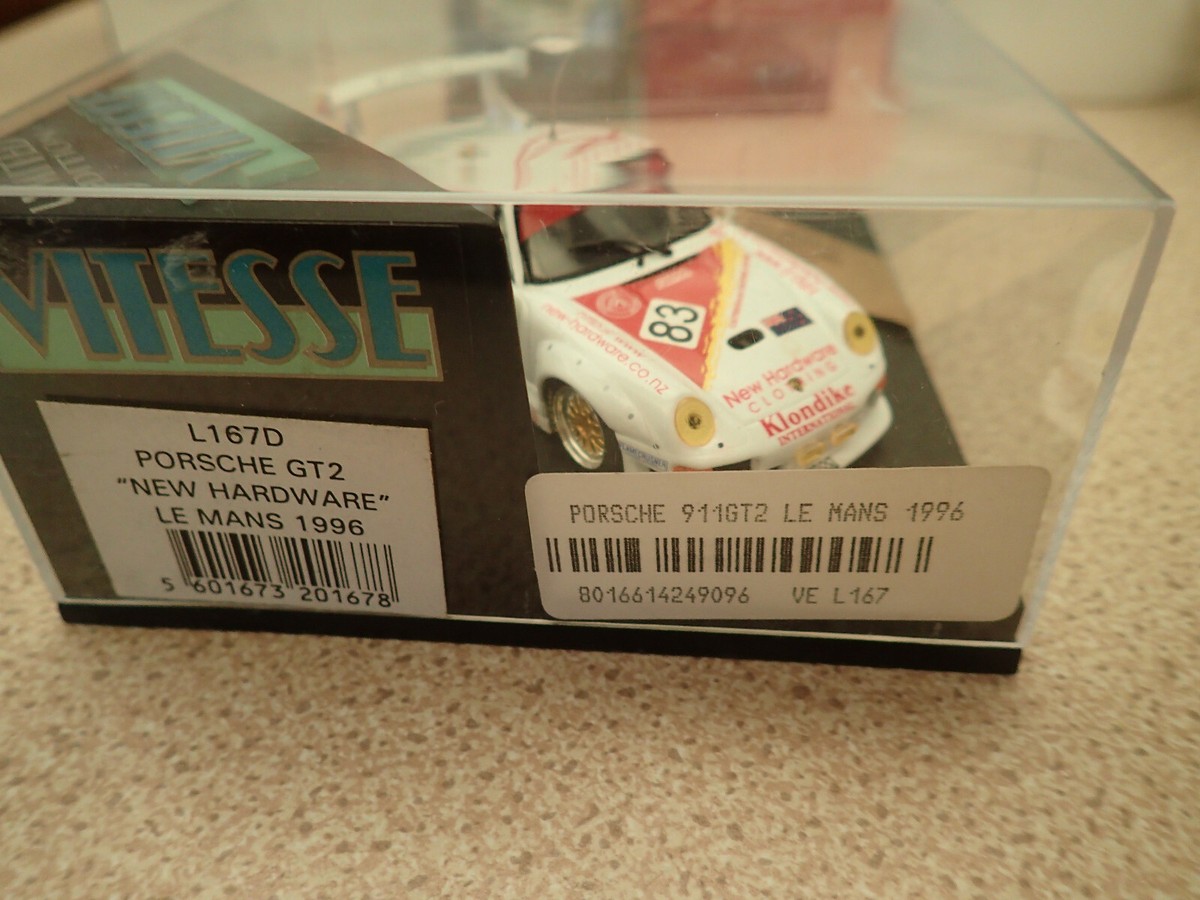 VITESSE
L167D
PORSCHE GT2
"NEW HARDWARE"
LE MANS 1996
5 601673 201678
83
new-hardware.co.nz
New Hardware
Klondike
INTERNATIONAL
PORSCHE 911GT2 LE MANS 1996
8016614249096 VE L167